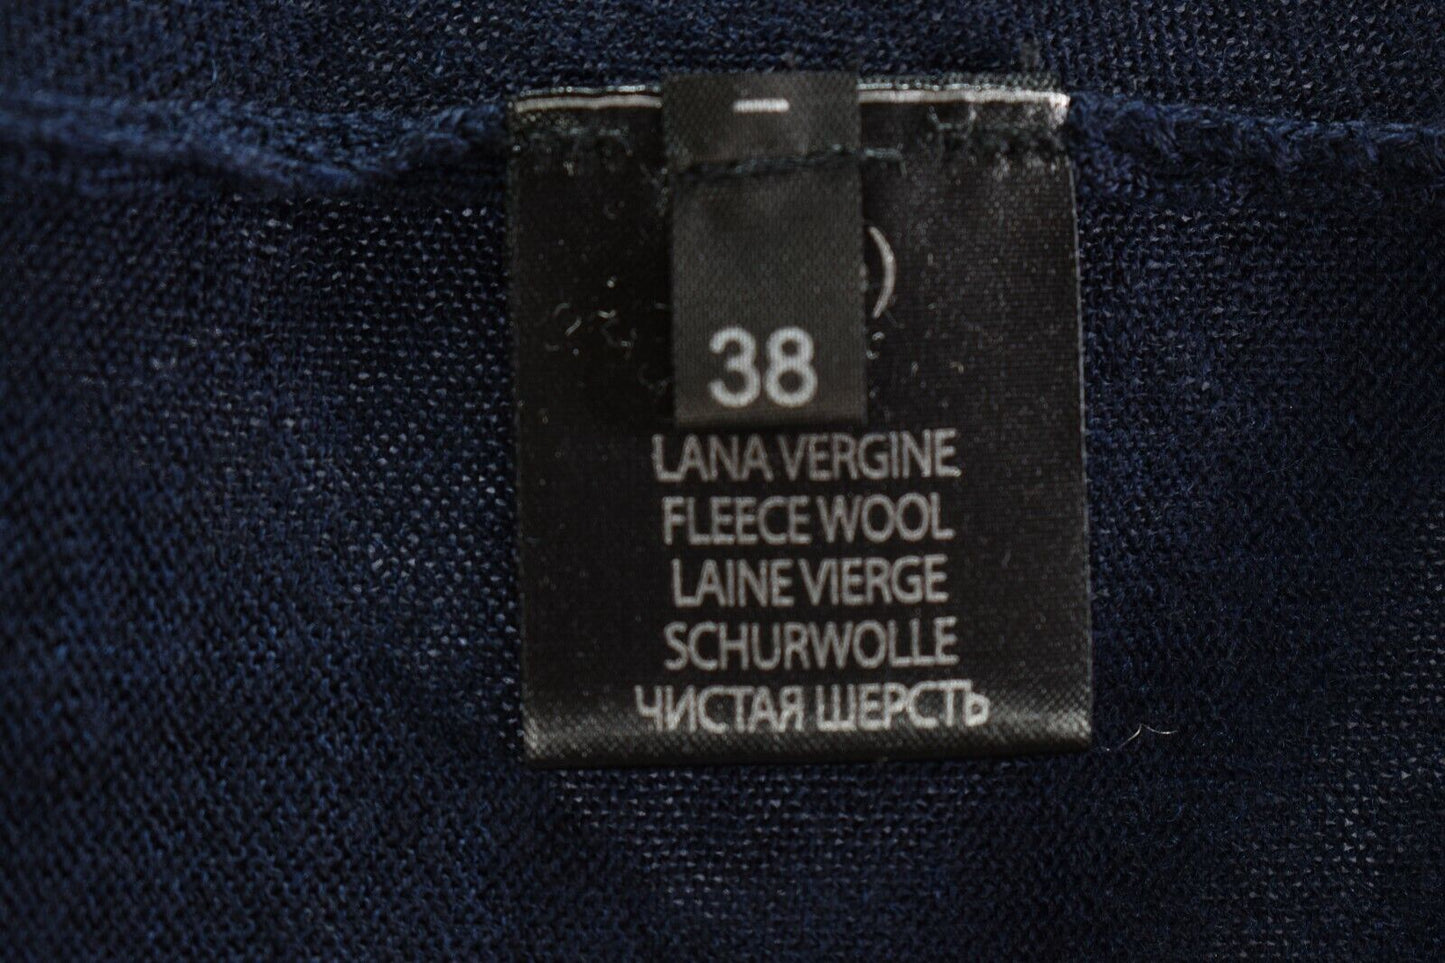 38
LANA VERGINE
FLEECE WOOL
LAINE VIERGE
SCHURWOLLE
ЧИСТАЯ ШЕРСТЬ